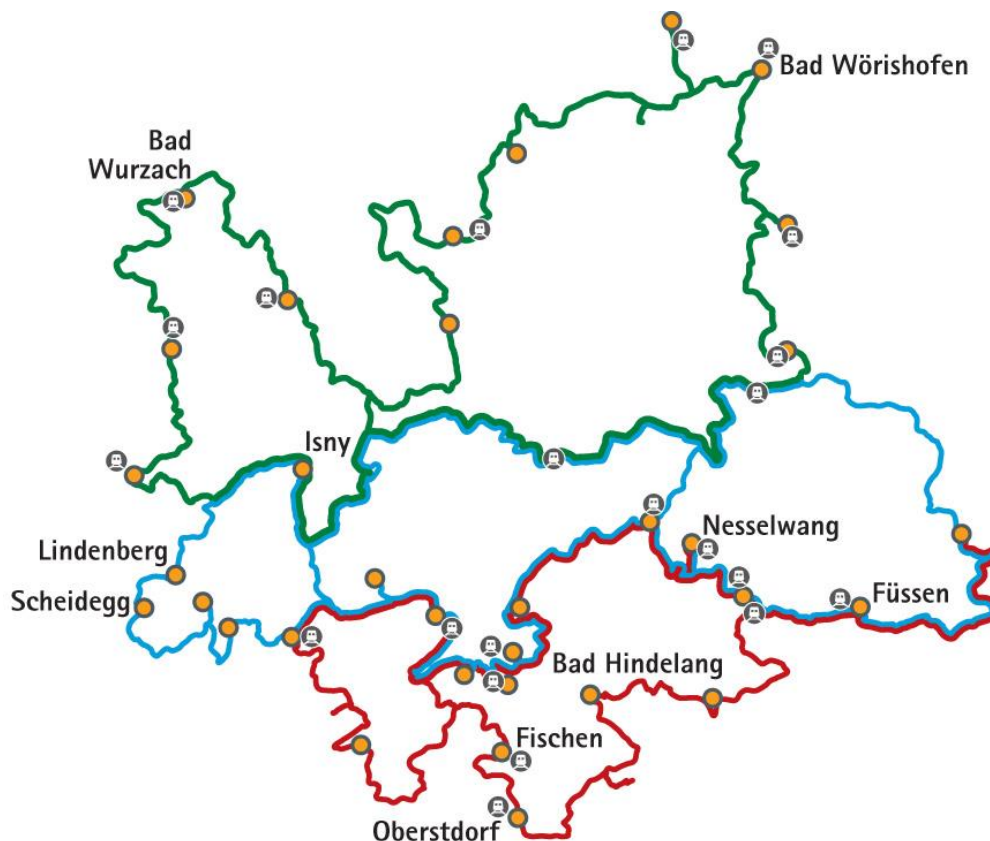 Bad Wörishofen
Bad
Wurzach
Isny
Nesselwang
Lindenberg
Scheidegg
Füssen
Bad Hindelang
Fischen
Oberstdorf